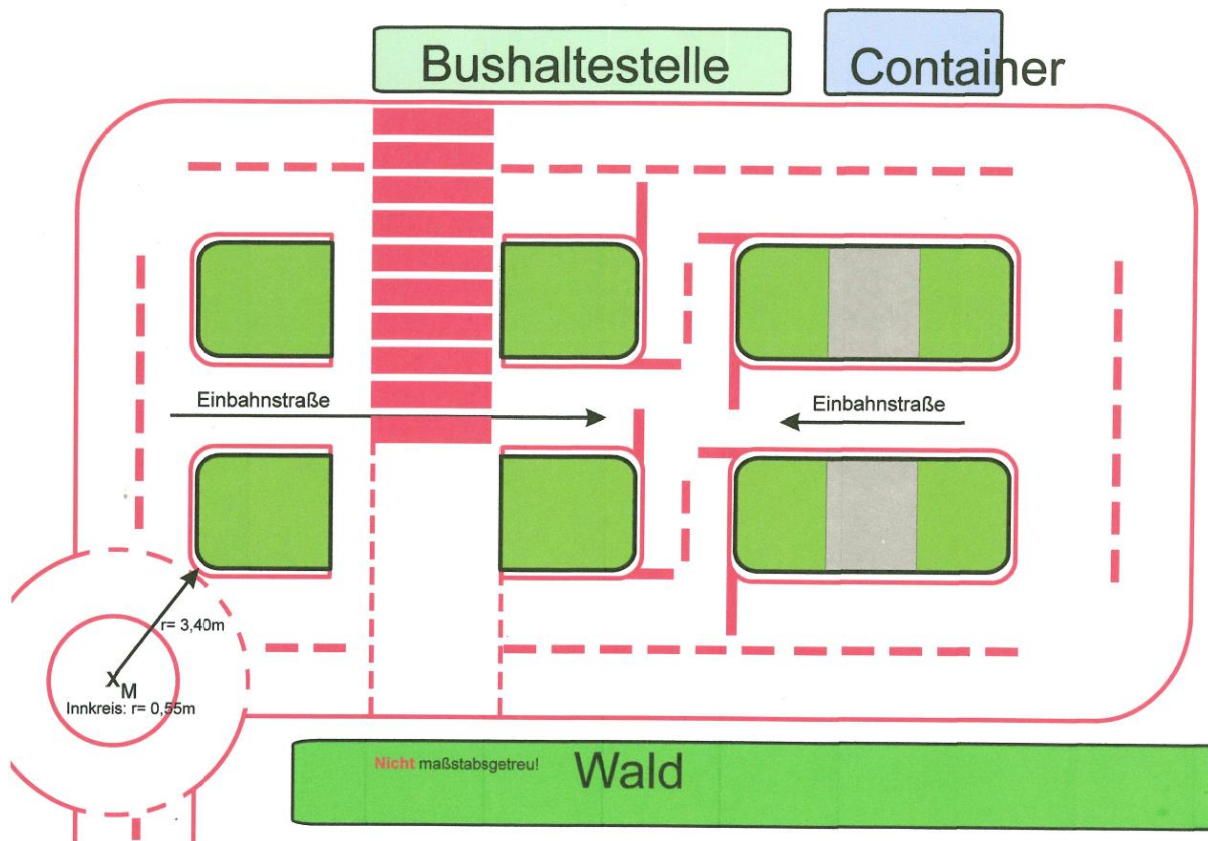 Bushaltestelle
Container
Einbahnstraße
Einbahnstraße
r= 3,40m
x
M
Innkreis: r= 0,55m
Nicht maßstabsgetreu!
Wald